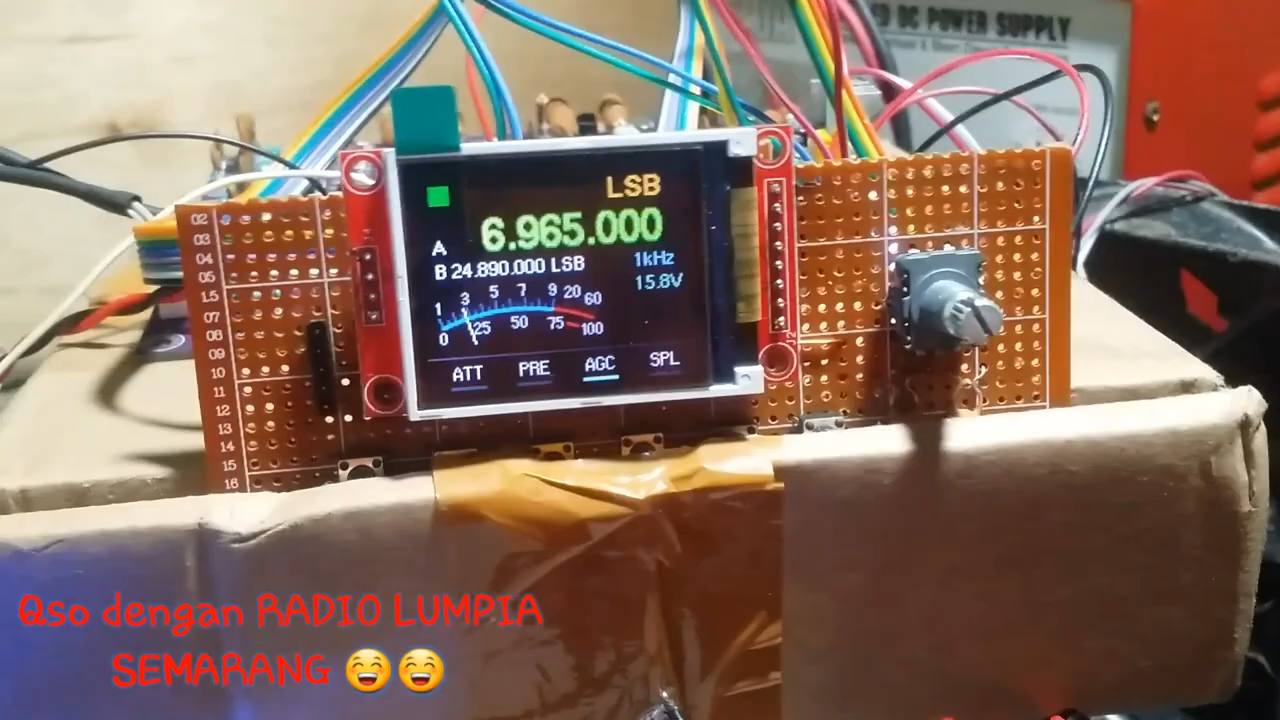 D DC POWER SUPPLY
LSB
6.965.000
A
B 24.890.000 LSB
1kHz
15.8V
1 3 5 7 9 20 60
0 25 50 75 100
ATT PRE AGC SPL
02
03
04
05
1.5
07
08
09
10
11
12
13
14
15
16
J2
Qso dengan RADIO LUMPIA
SEMARANG 😁😁